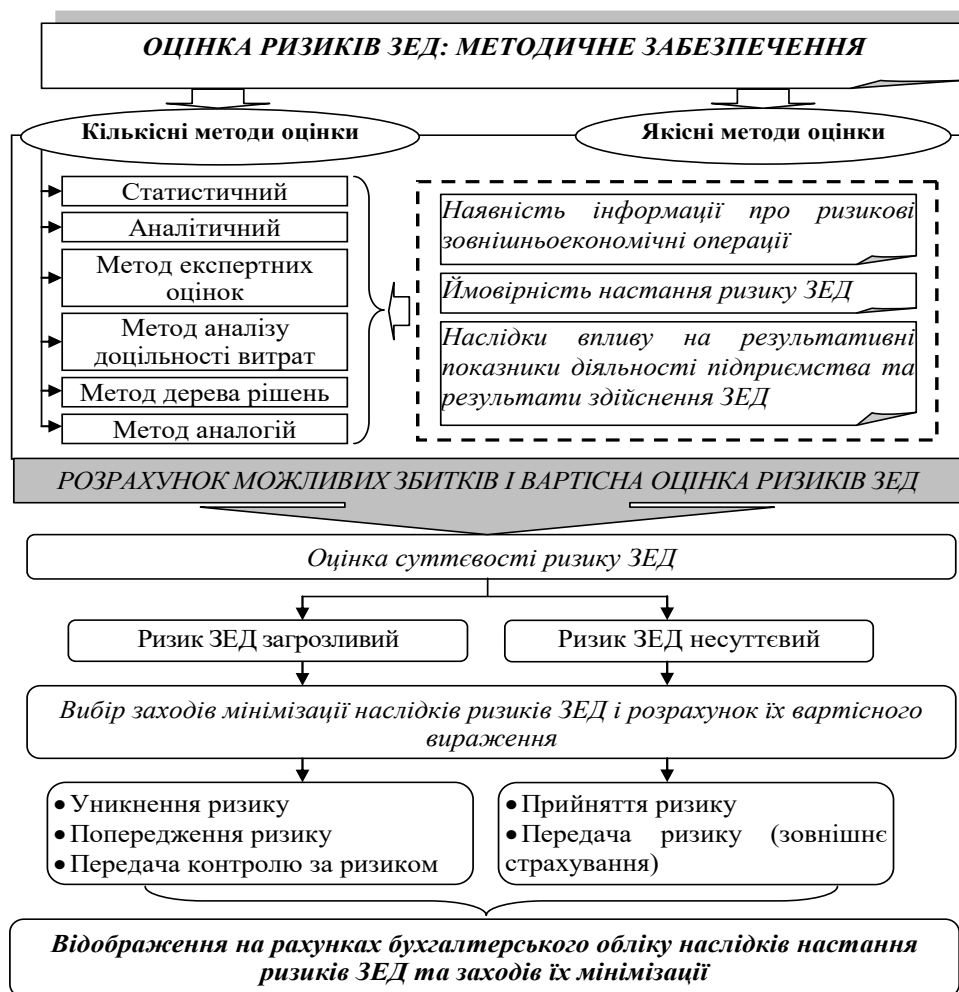 ОЦІНКА РИЗИКІВ ЗЕД: МЕТОДИЧНЕ ЗАБЕЗПЕЧЕННЯ
Кількісні методи оцінки
Якісні методи оцінки
Статистичний
Аналітичний
Метод експертних
оцінок
Метод аналізу
доцільності витрат
Метод дерева рішень
Метод аналогій
Наявність інформації про ризикові
зовнішньоекономічні операції
Ймовірність настання ризику ЗЕД
Наслідки впливу на результативні
показники діяльності підприємства та
результати здійснення ЗЕД
РОЗРАХУНОК МОЖЛИВИХ ЗБИТКІВ І ВАРТІСНА ОЦІНКА РИЗИКІВ ЗЕД
Оцінка суттєвості ризику ЗЕД
Ризик ЗЕД загрозливий
Ризик ЗЕД несуттєвий
Вибір заходів мінімізації наслідків ризиків ЗЕД і розрахунок їх вартісного
вираження
• Уникнення ризику
• Попередження ризику
• Передача контролю за ризиком
• Прийняття ризику
• Передача ризику (зовнішнє
страхування)
Відображення на рахунках бухгалтерського обліку наслідків настання
ризиків ЗЕД та заходів їх мінімізації